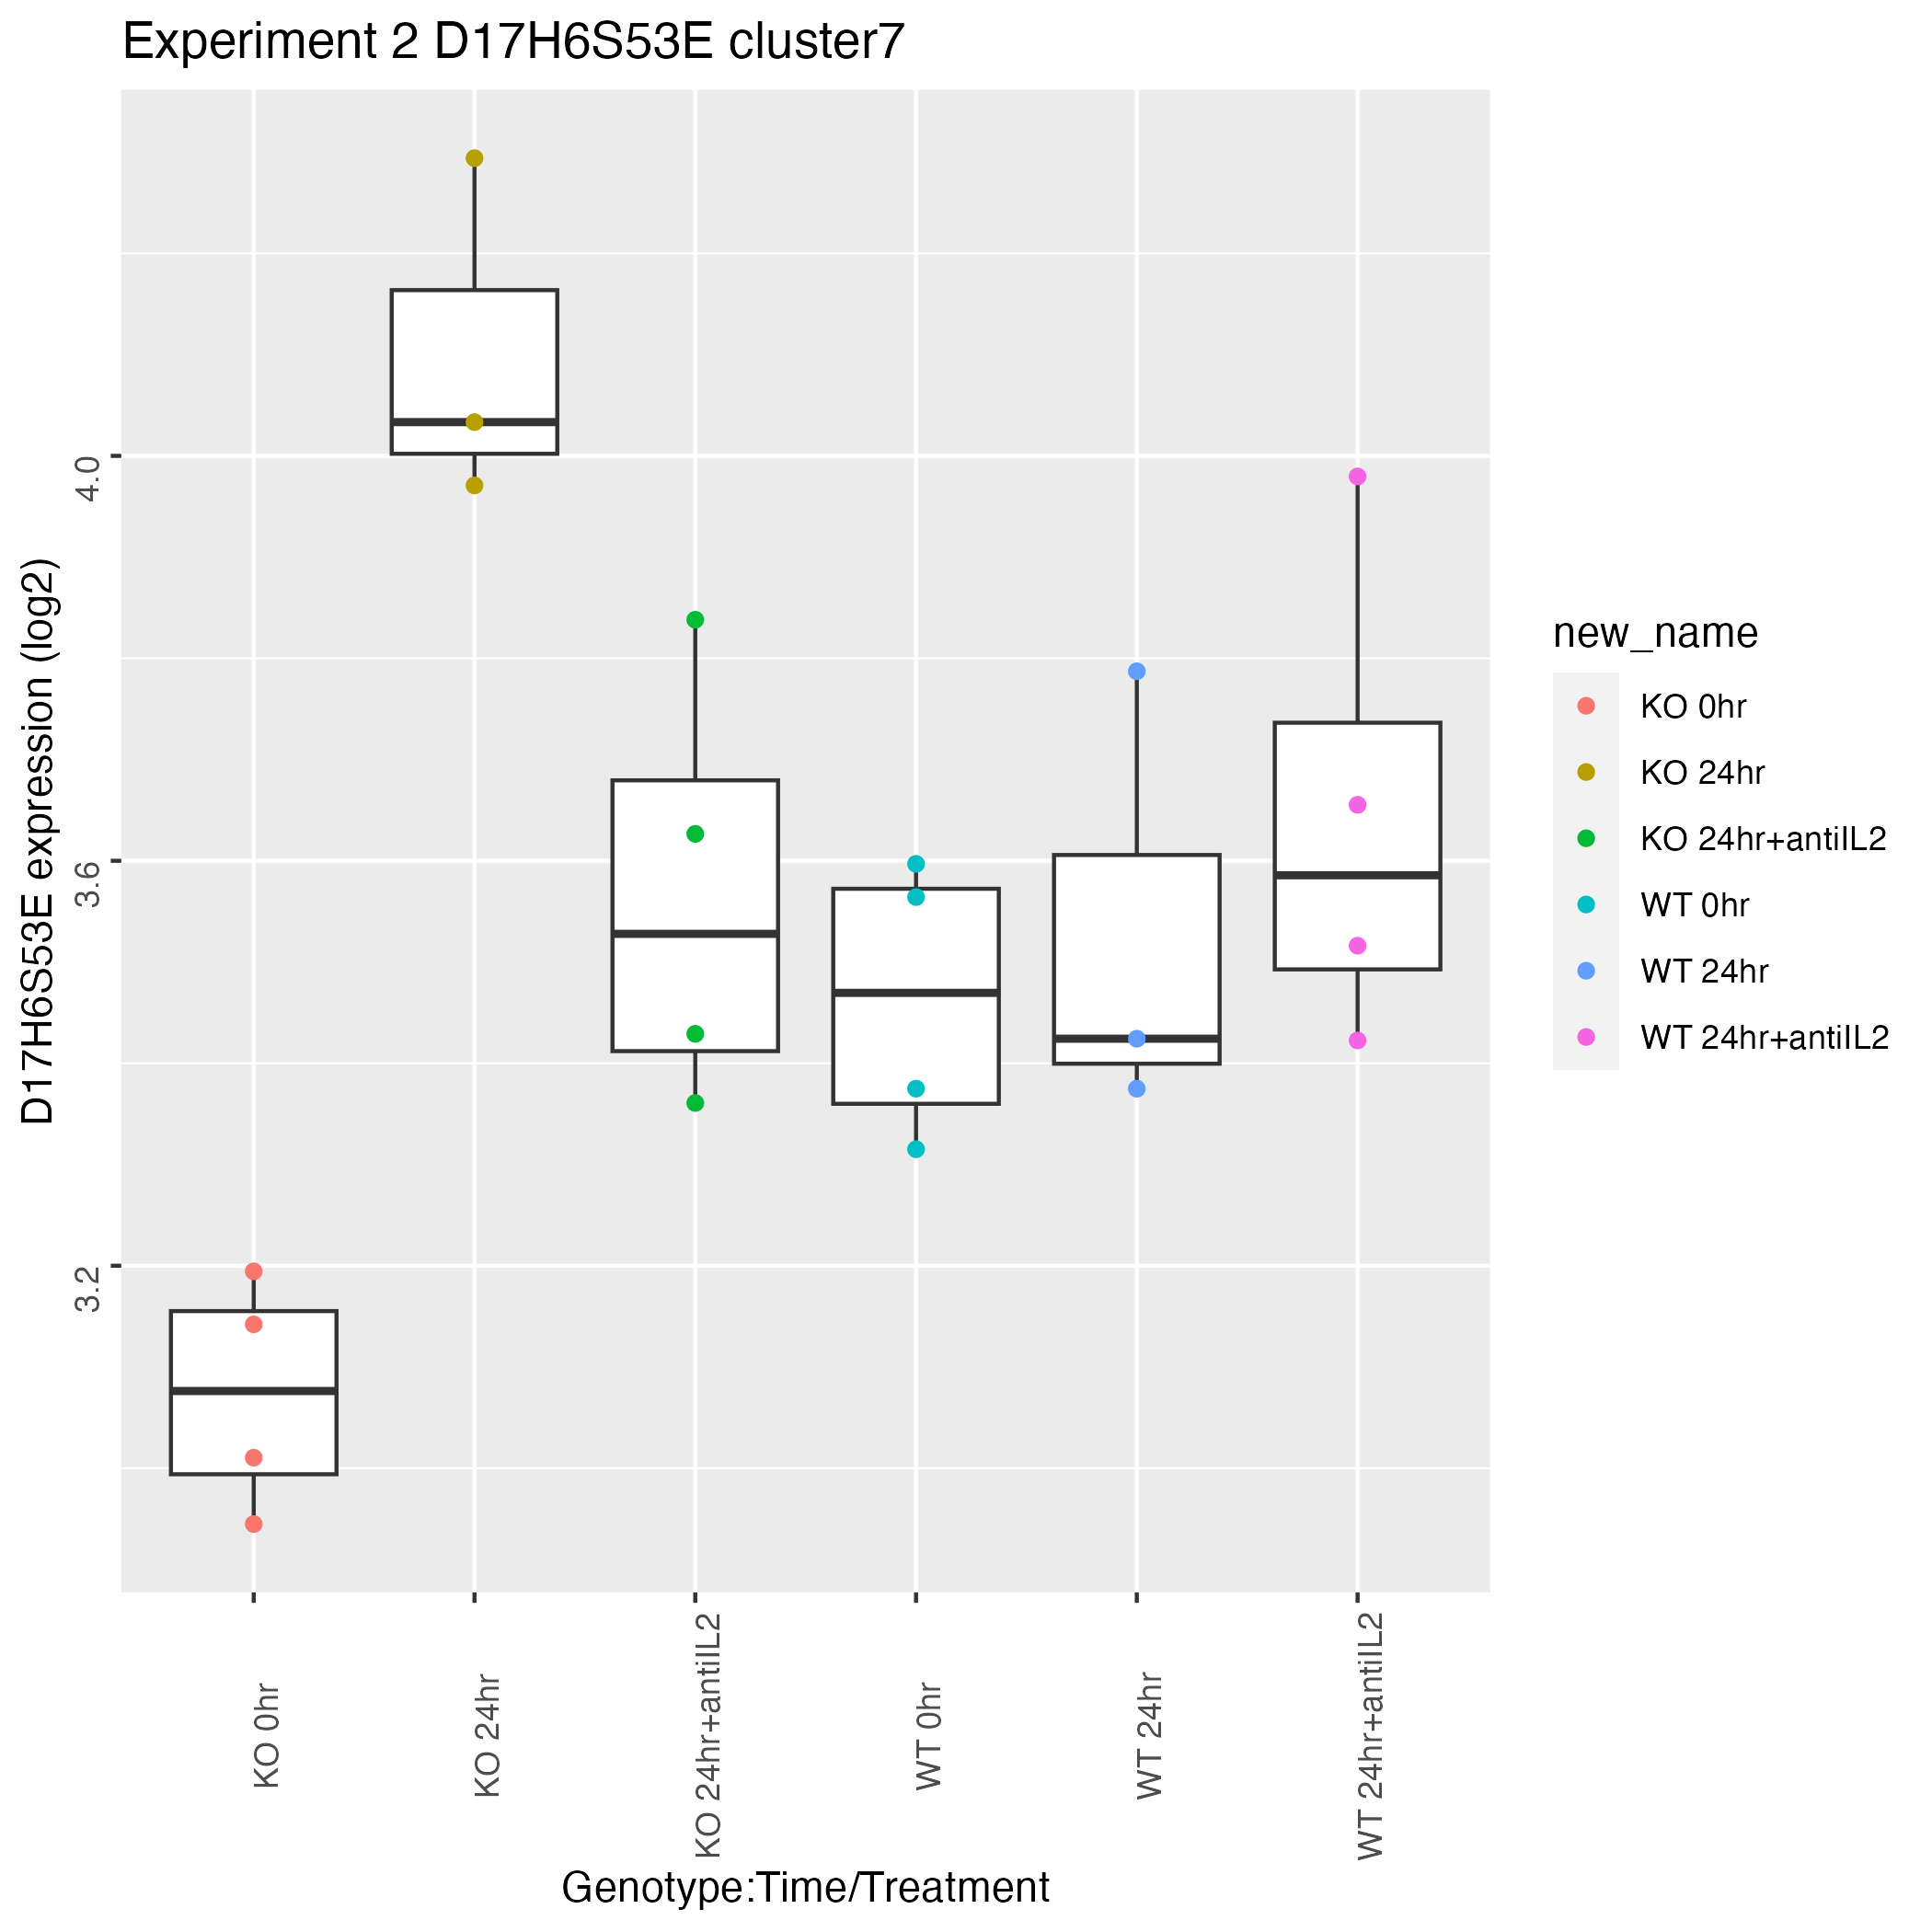 Experiment 2 D17H6S53E cluster7
D17H6S53E expression (log2)
4.0
3.6
3.2
KO 0hr
KO 24hr
KO 24hr+antiIL2
WT 0hr
WT 24hr
WT 24hr+antiIL2
Genotype:Time/Treatment
new_name
KO 0hr
KO 24hr
KO 24hr+antiIL2
WT 0hr
WT 24hr
WT 24hr+antiIL2